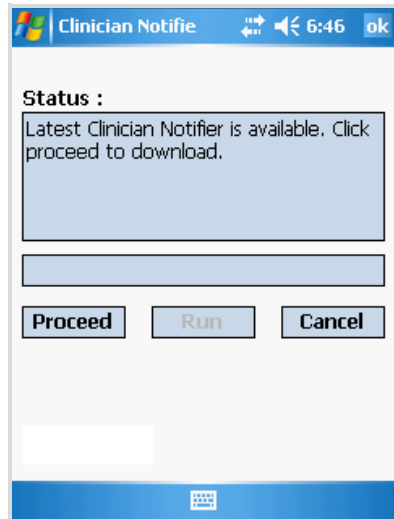 Clinician Notifie 6:46 ok
Status :
Latest Clinician Notifier is available. Click
proceed to download.
Proceed Run Cancel